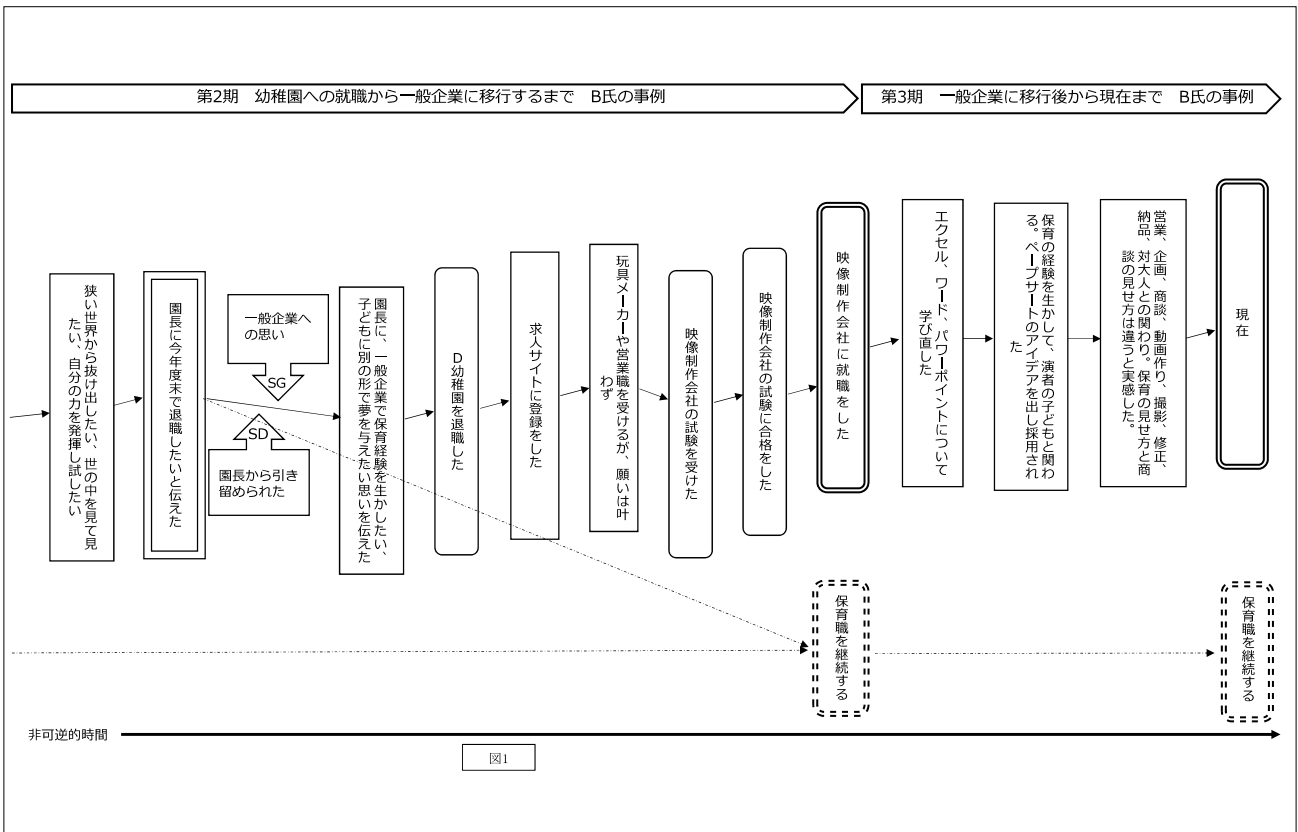 第2期　幼稚園への就職から一般企業に移行するまで　B氏の事例
第3期　一般企業に移行後から現在まで　B氏の事例
狭い世界から抜け出したい、世の中を見て見
たい、自分の力を発揮し試したい
園長に今年度末で退職したいと伝えた
一般企業へ
の思い
SG
SD
園長から引き
留められた
園長に、一般企業で保育経験を生かしたい、
子どもに別の形で夢を与えたい思いを伝えた
D幼稚園を退職した
求人サイトに登録をした
玩具メーカーや営業職を受けるが、願いは叶
わず
映像制作会社の試験を受けた
映像制作会社の試験に合格をした
映像制作会社に就職をした
エクセル、ワード、パワーポイントについて
学び直した
保育の経験を生かして、演者の子どもと関わ
る。ペープサートのアイデアを出し採用され
た
営業、企画、商談、動画作り、撮影、修正、
納品、対大人との関わり。保育の見せ方と商
談の見せ方は違うと実感した。
現在
保育職を継続する
保育職を継続する
非可逆的時間
図1